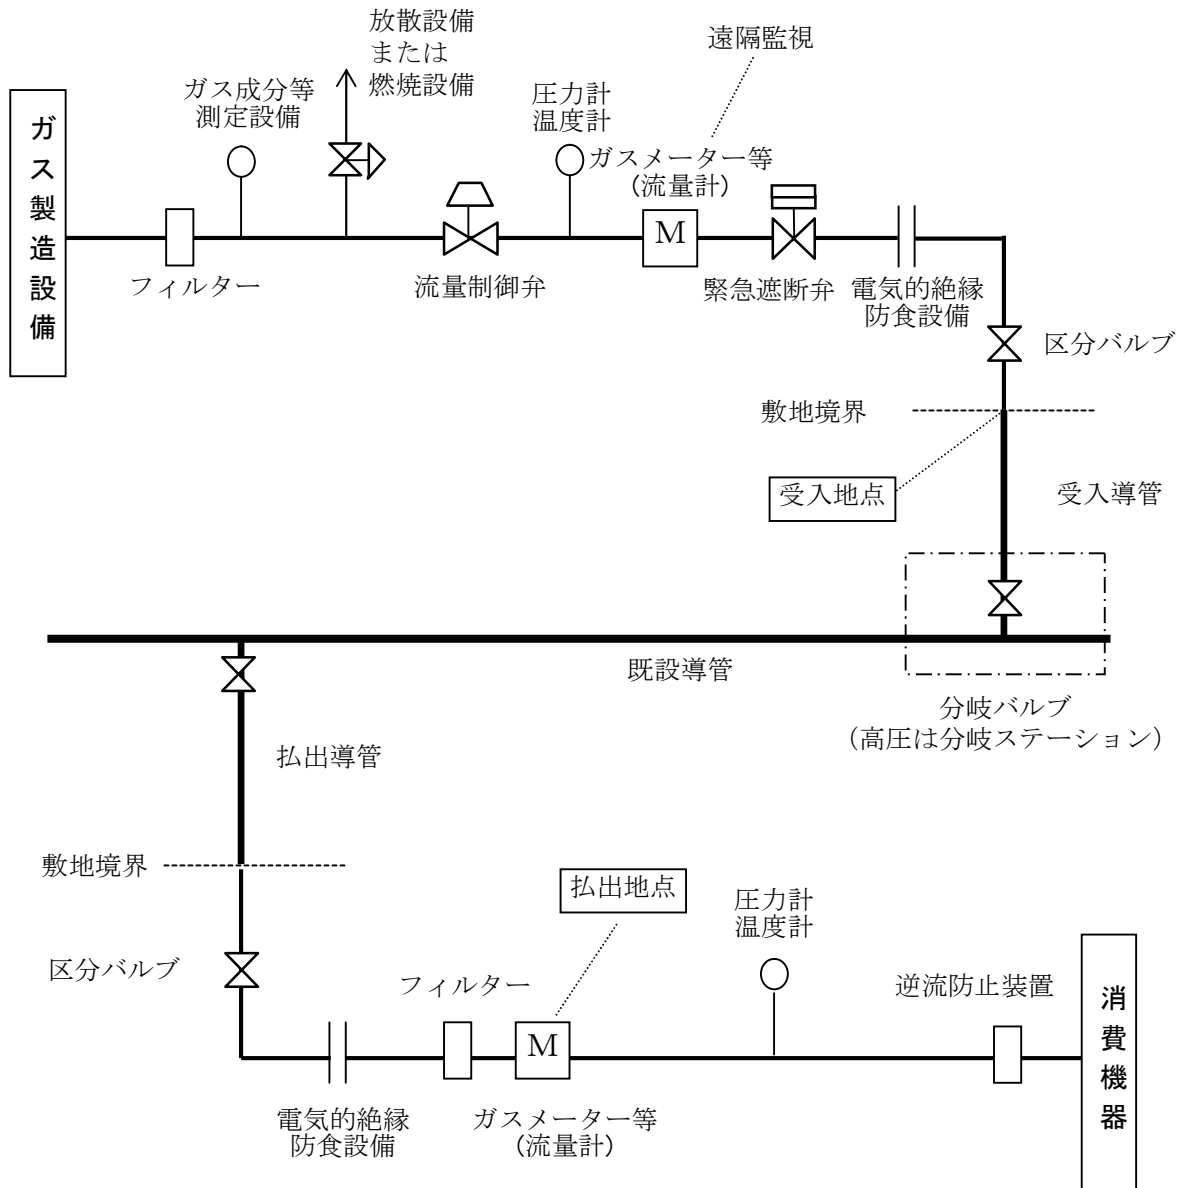 放散設備
または
燃焼設備
遠隔監視
ガス成分等
測定設備
圧力計
温度計
ガスメーター等
(流量計)
ガス製造設備
M
フィルター
流量制御弁
緊急遮断弁
電気的絶縁
防食設備
区分バルブ
敷地境界
受入地点
受入導管
既設導管
分岐バルブ
(高圧は分岐ステーション)
払出導管
敷地境界
払出地点
圧力計
温度計
区分バルブ
フィルター
逆流防止装置
消費機器
M
電気的絶縁
防食設備
ガスメーター等
(流量計)